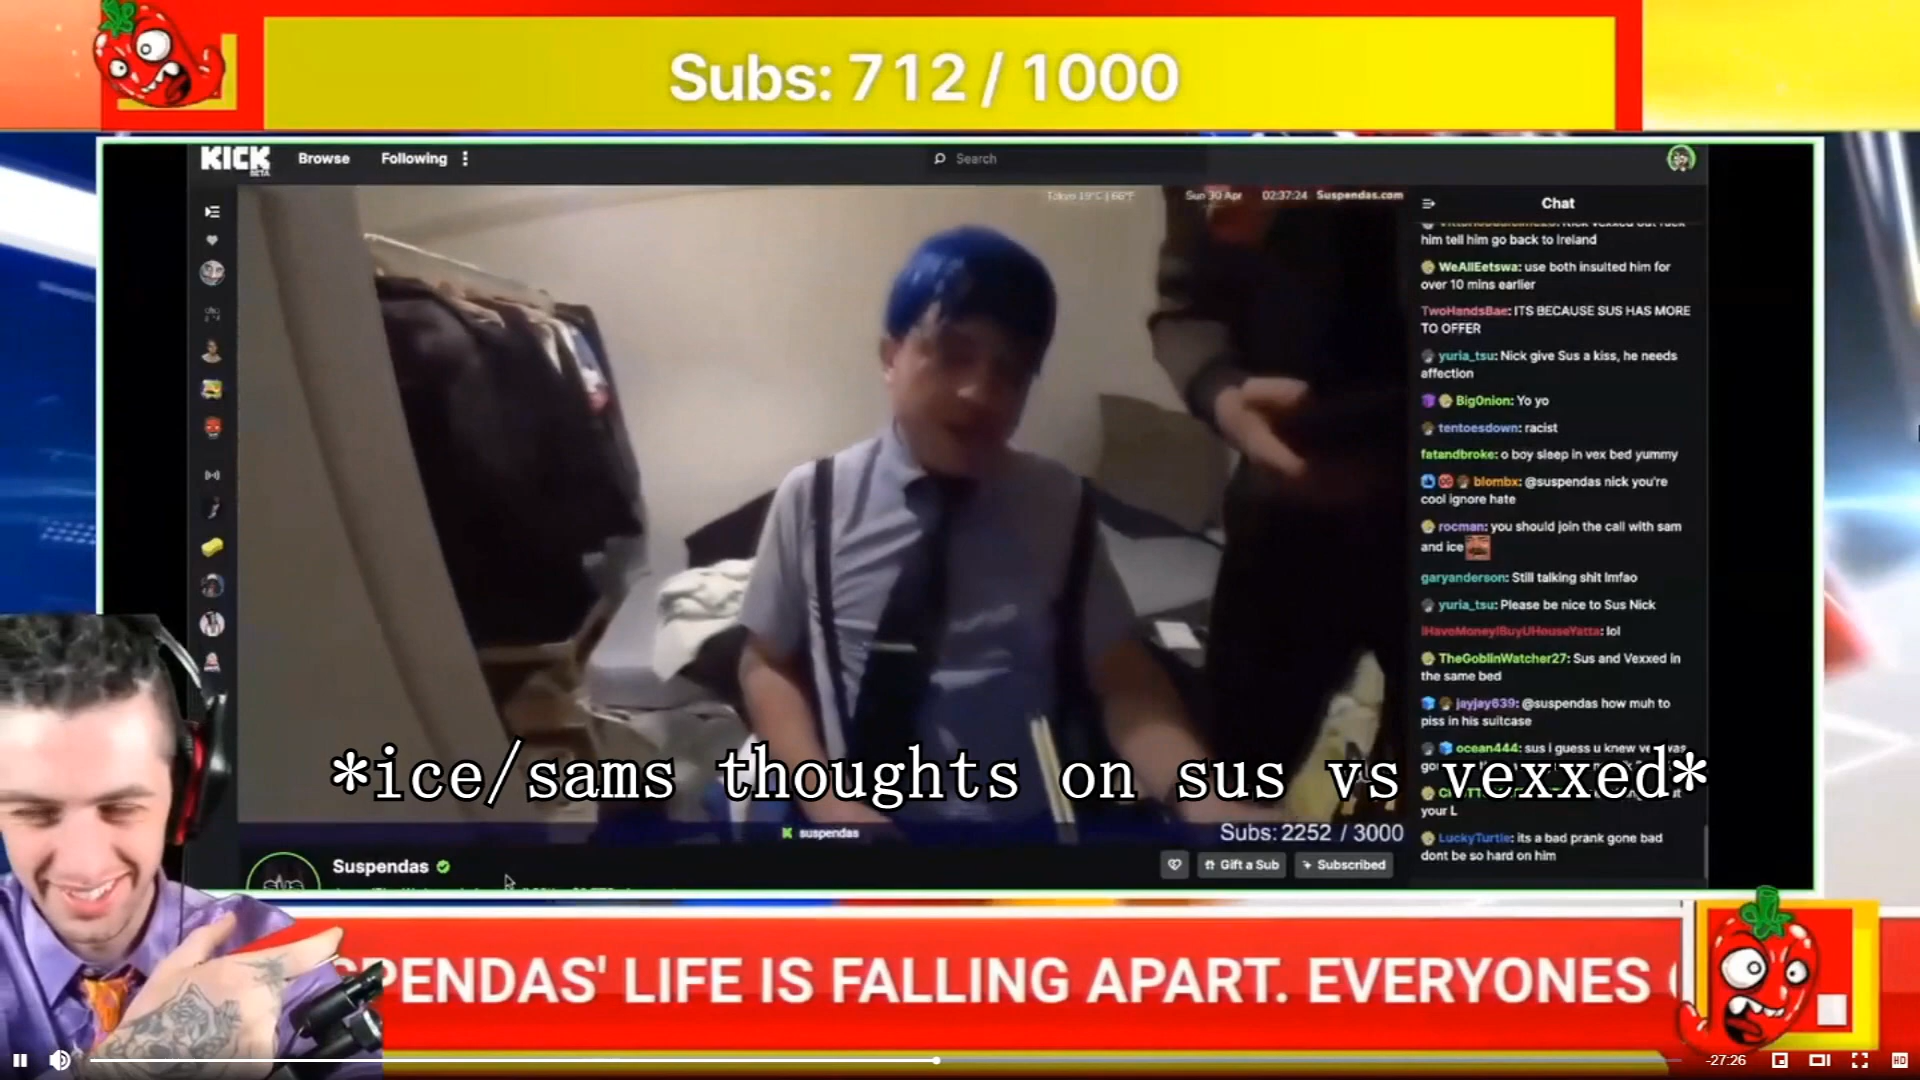 Subs: 712 / 1000
KICK
BETA
Browse
Following
Search
Tokyo 19°C | 66°F
Sun 30 Apr
02:37:24
Suspendas.com
Chat
him tell him go back to Ireland
WeAllEetswa: use both insulted him for
over 10 mins earlier
TwoHandsBae: ITS BECAUSE SUS HAS MORE
TO OFFER
yuria_tsu: Nick give Sus a kiss, he needs
affection
BigOnion: Yo yo
tentoesdown: racist
fatandbroke: o boy sleep in vex bed yummy
blombx: @suspendas nick you're
cool ignore hate
rocman: you should join the call with sam
and ice
garyanderson: Still talking shit lmfao
yuria_tsu: Please be nice to Sus Nick
IHaveMoneyIBuyUHouseYatta: lol
TheGoblinWatcher27: Sus and Vexxed in
the same bed
jayjay639: @suspendas how muh to
piss in his suitcase
ocean444: sus i guess u knew
*ice/sams thoughts on sus vs vexxed*
your L
LuckyTurtle: its a bad prank gone bad
dont be so hard on him
suspendas
Subs: 2252 / 3000
sus
Suspendas
Gift a Sub
Subscribed
SPENDAS' LIFE IS FALLING APART. EVERYONES
-27:26
HD